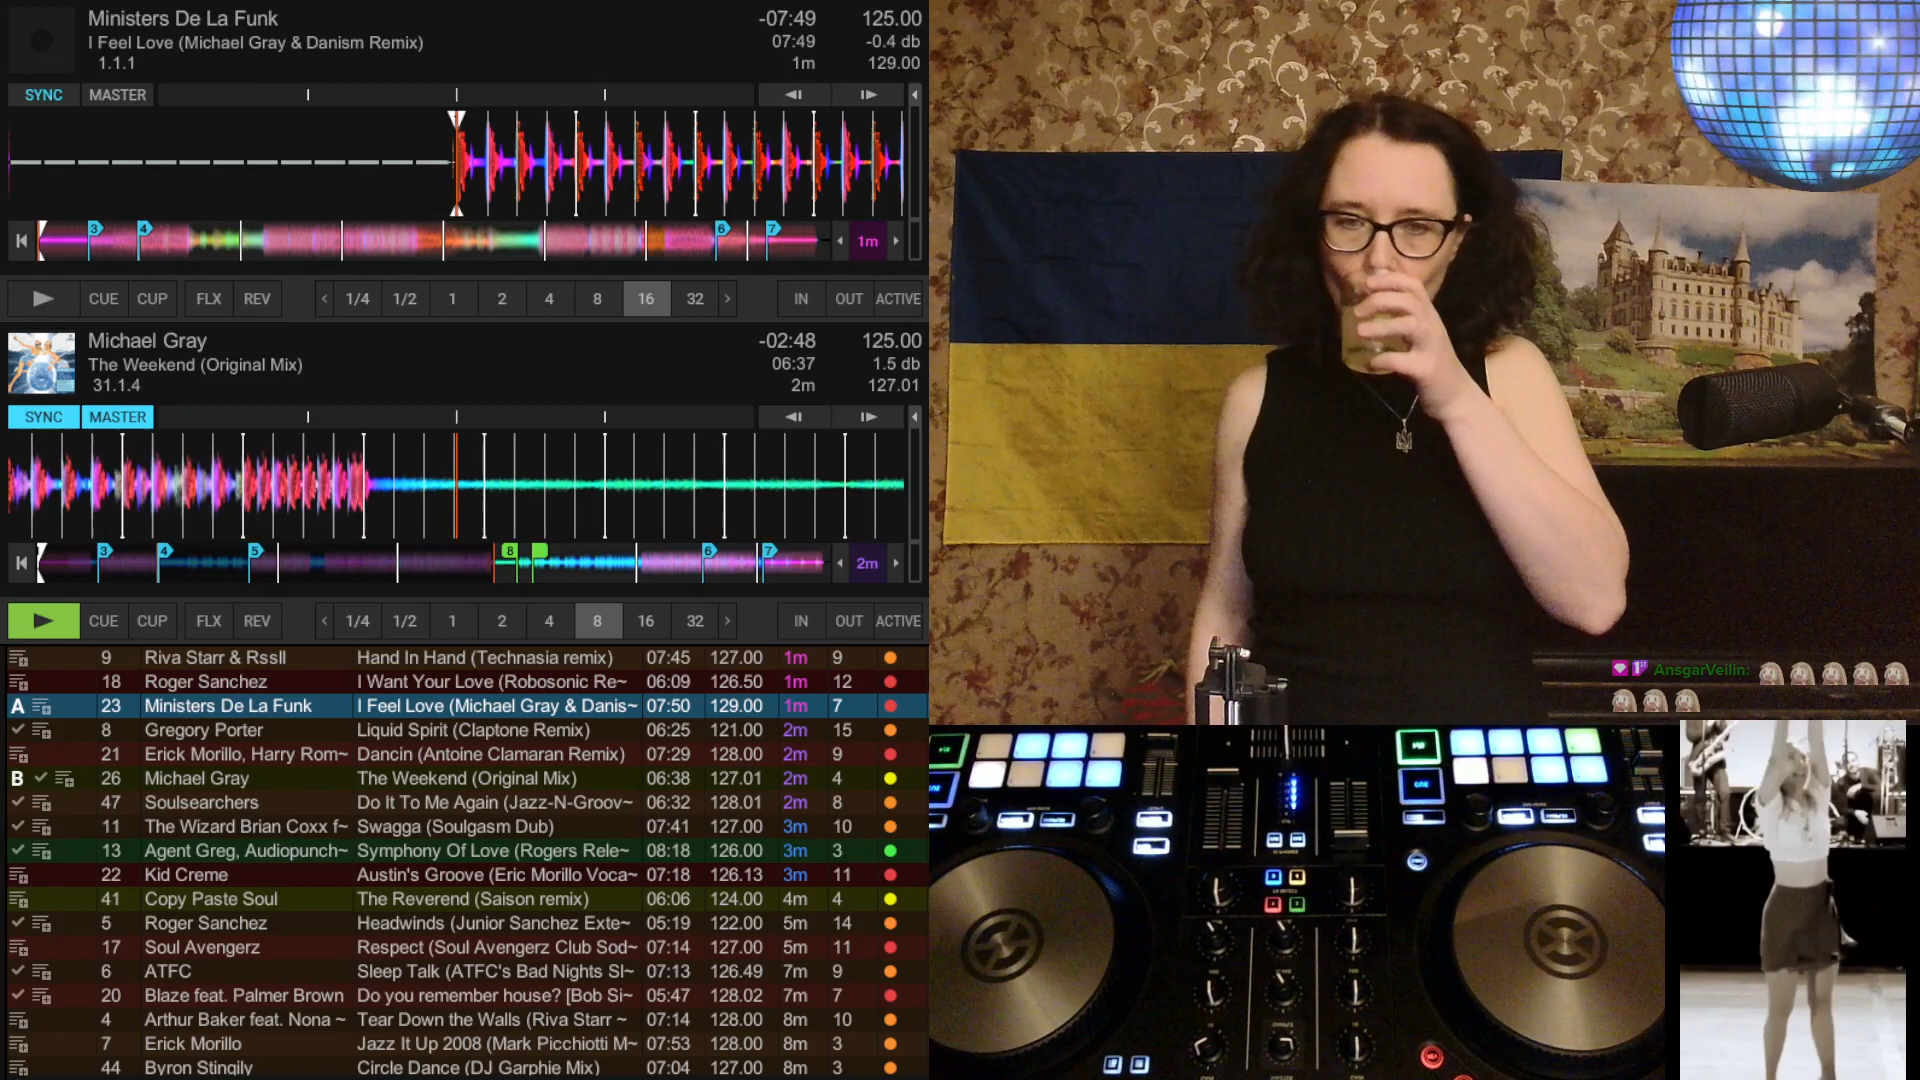 Ministers De La Funk -07:49 125.00
I Feel Love (Michael Gray & Danism Remix) 07:49 -0.4 db
1.1.1 1m 129.00
SYNC MASTER
3 4 6 7 1m
CUE CUP FLX REV 1/4 1/2 1 2 4 8 16 32 IN OUT ACTIVE
Michael Gray -02:48 125.00
The Weekend (Original Mix) 06:37 1.5 db
31.1.4 2m 127.01
SYNC MASTER
3 4 5 8 6 7 2m
CUE CUP FLX REV 1/4 1/2 1 2 4 8 16 32 IN OUT ACTIVE
9 Riva Starr & Rssll Hand In Hand (Technasia remix) 07:45 127.00 1m 9
18 Roger Sanchez I Want Your Love (Robosonic Re~ 06:09 126.50 1m 12
A 23 Ministers De La Funk I Feel Love (Michael Gray & Danis~ 07:50 129.00 1m 7
8 Gregory Porter Liquid Spirit (Claptone Remix) 06:25 121.00 2m 15
21 Erick Morillo, Harry Rom~ Dancin (Antoine Clamaran Remix) 07:29 128.00 2m 9
B 26 Michael Gray The Weekend (Original Mix) 06:38 127.01 2m 4
47 Soulsearchers Do It To Me Again (Jazz-N-Groov~ 06:32 128.01 2m 8
11 The Wizard Brian Coxx f~ Swagga (Soulgasm Dub) 07:41 127.00 3m 10
13 Agent Greg, Audiopunch~ Symphony Of Love (Rogers Rele~ 08:18 126.00 3m 3
22 Kid Creme Austin's Groove (Eric Morillo Voca~ 07:18 126.13 3m 11
41 Copy Paste Soul The Reverend (Saison remix) 06:06 124.00 4m 4
5 Roger Sanchez Headwinds (Junior Sanchez Exte~ 05:19 122.00 5m 14
17 Soul Avengerz Respect (Soul Avengerz Club Sod~ 07:14 127.00 5m 11
6 ATFC Sleep Talk (ATFC's Bad Nights Sl~ 07:13 126.49 7m 9
20 Blaze feat. Palmer Brown Do you remember house? [Bob Si~ 05:47 128.02 7m 7
4 Arthur Baker feat. Nona ~ Tear Down the Walls (Riva Starr ~ 07:14 128.00 8m 10
7 Erick Morillo Jazz It Up 2008 (Mark Picchiotti M~ 07:53 128.00 8m 3
44 Byron Stingily Circle Dance (DJ Garphie Mix) 07:04 127.00 8m 3
AnsgarVeilin: